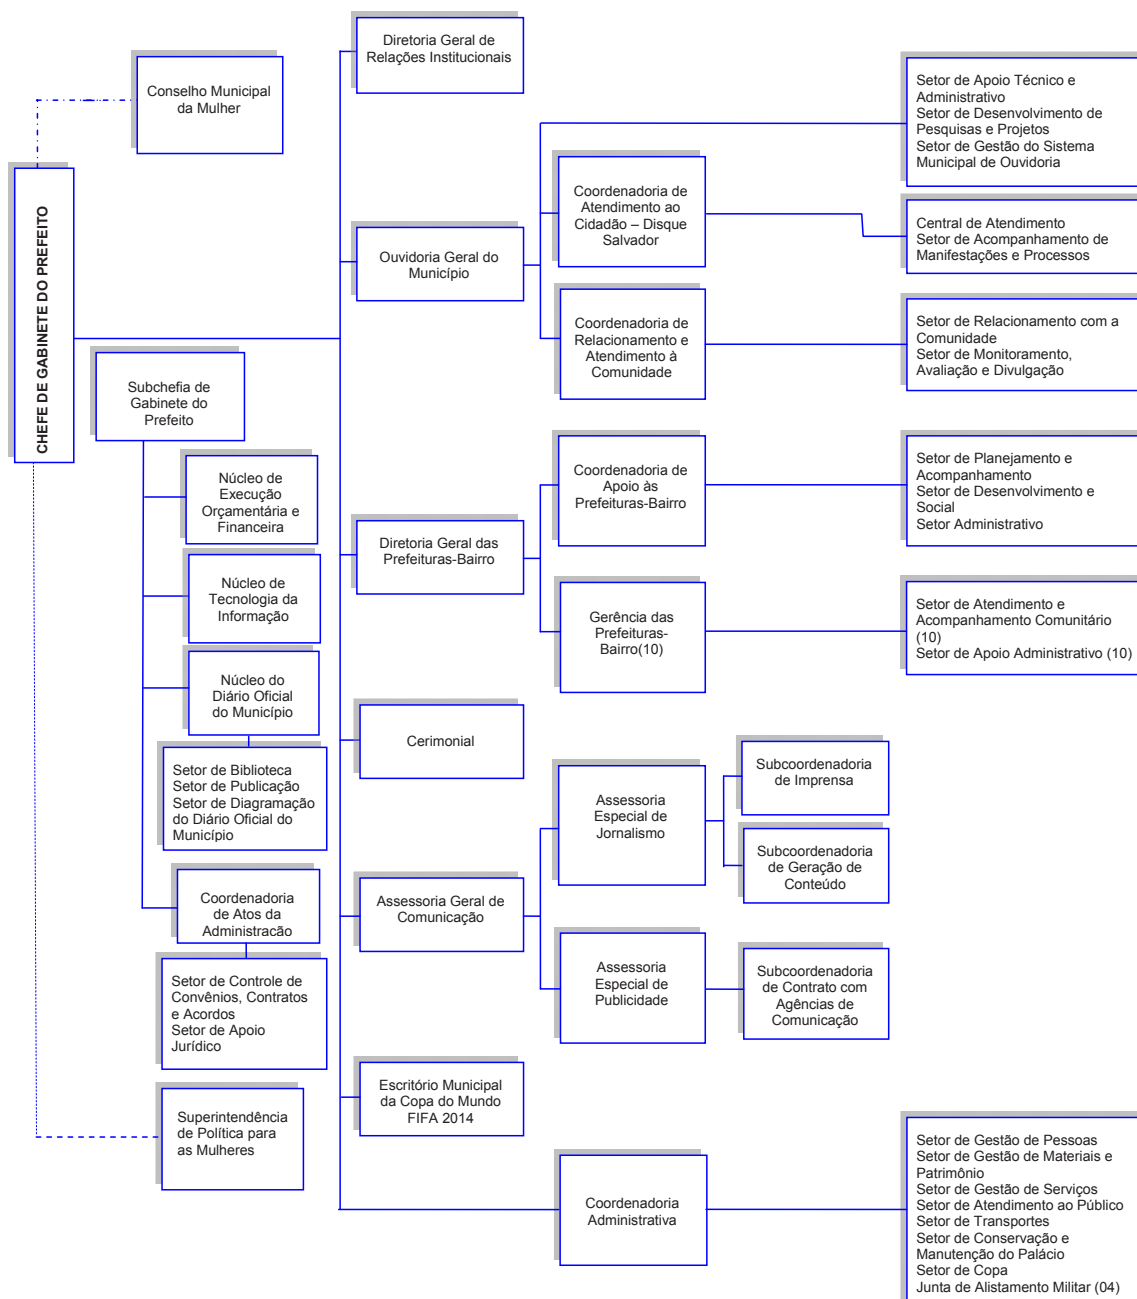 Diretoria Geral de
Relações Institucionais
Conselho Municipal
da Mulher
CHEFE DE GABINETE DO PREFEITO
Setor de Apoio Técnico e
Administrativo
Setor de Desenvolvimento de
Pesquisas e Projetos
Setor de Gestão do Sistema
Municipal de Ouvidoria
Coordenadoria de
Atendimento ao
Cidadão – Disque
Salvador
Central de Atendimento
Setor de Acompanhamento de
Manifestações e Processos
Ouvidoria Geral do
Município
Coordenadoria de
Relacionamento e
Atendimento à
Comunidade
Setor de Relacionamento com a
Comunidade
Setor de Monitoramento,
Avaliação e Divulgação
Subchefia de
Gabinete do
Prefeito
Núcleo de
Execução
Orçamentária e
Financeira
Coordenadoria de
Apoio às
Prefeituras-Bairro
Setor de Planejamento e
Acompanhamento
Setor de Desenvolvimento e
Social
Setor Administrativo
Diretoria Geral das
Prefeituras-Bairro
Núcleo de
Tecnologia da
Informação
Gerência das
Prefeituras-
Bairro(10)
Setor de Atendimento e
Acompanhamento Comunitário
(10)
Setor de Apoio Administrativo (10)
Núcleo do
Diário Oficial
do Município
Cerimonial
Setor de Biblioteca
Setor de Publicação
Setor de Diagramação
do Diário Oficial do
Município
Assessoria
Especial de
Jornalismo
Subcoordenadoria
de Imprensa
Subcoordenadoria
de Geração de
Conteúdo
Coordenadoria
de Atos da
Administracão
Assessoria Geral de
Comunicação
Assessoria
Especial de
Publicidade
Subcoordenadoria
de Contrato com
Agências de
Comunicação
Setor de Controle de
Convênios, Contratos
e Acordos
Setor de Apoio
Jurídico
Escritório Municipal
da Copa do Mundo
FIFA 2014
Superintendência
de Política para
as Mulheres
Coordenadoria
Administrativa
Setor de Gestão de Pessoas
Setor de Gestão de Materiais e
Patrimônio
Setor de Gestão de Serviços
Setor de Atendimento ao Público
Setor de Transportes
Setor de Conservação e
Manutenção do Palácio
Setor de Copa
Junta de Alistamento Militar (04)